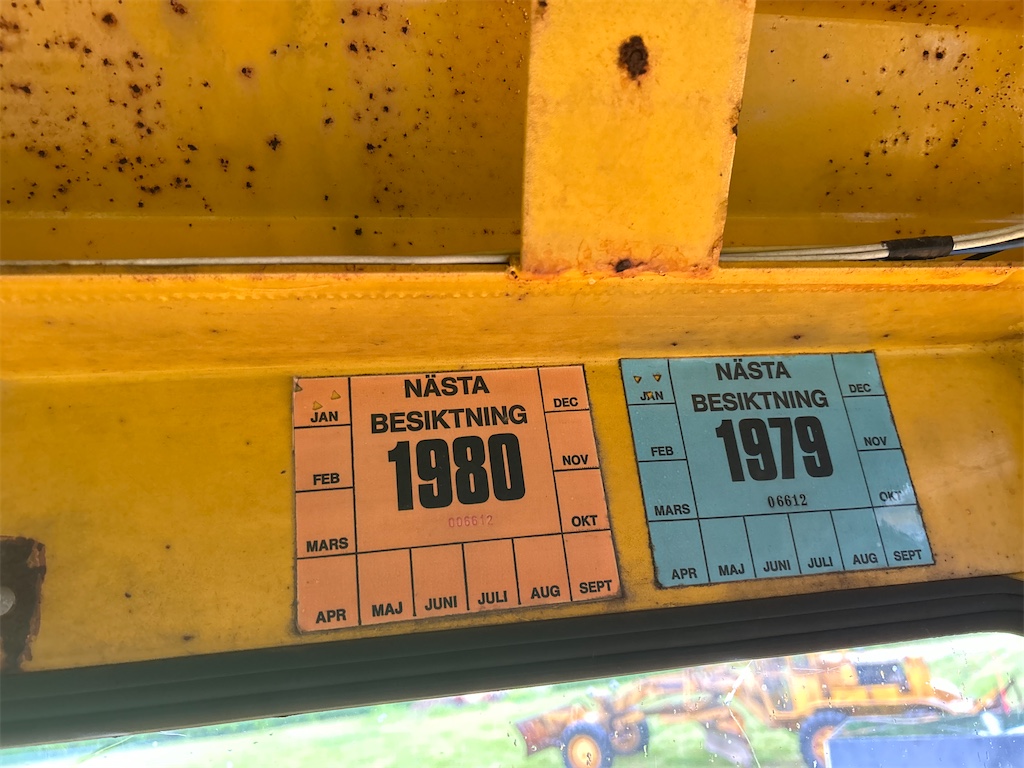 NÄSTA
BESIKTNING
1980
006612
JAN
FEB
MARS
APR
MAJ
JUNI
JULI
AUG
SEPT
OKT
NOV
DEC
NÄSTA
BESIKTNING
1979
06612
JAN
FEB
MARS
APR
MAJ
JUNI
JULI
AUG
SEPT
OKT
NOV
DEC